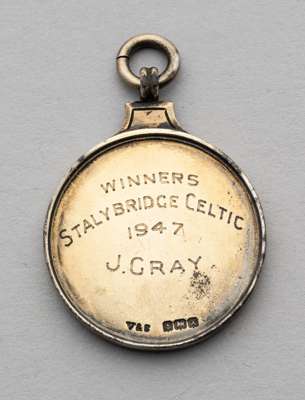 WINNERS
STALYBRIDGE CELTIC
1947
J. GRAY